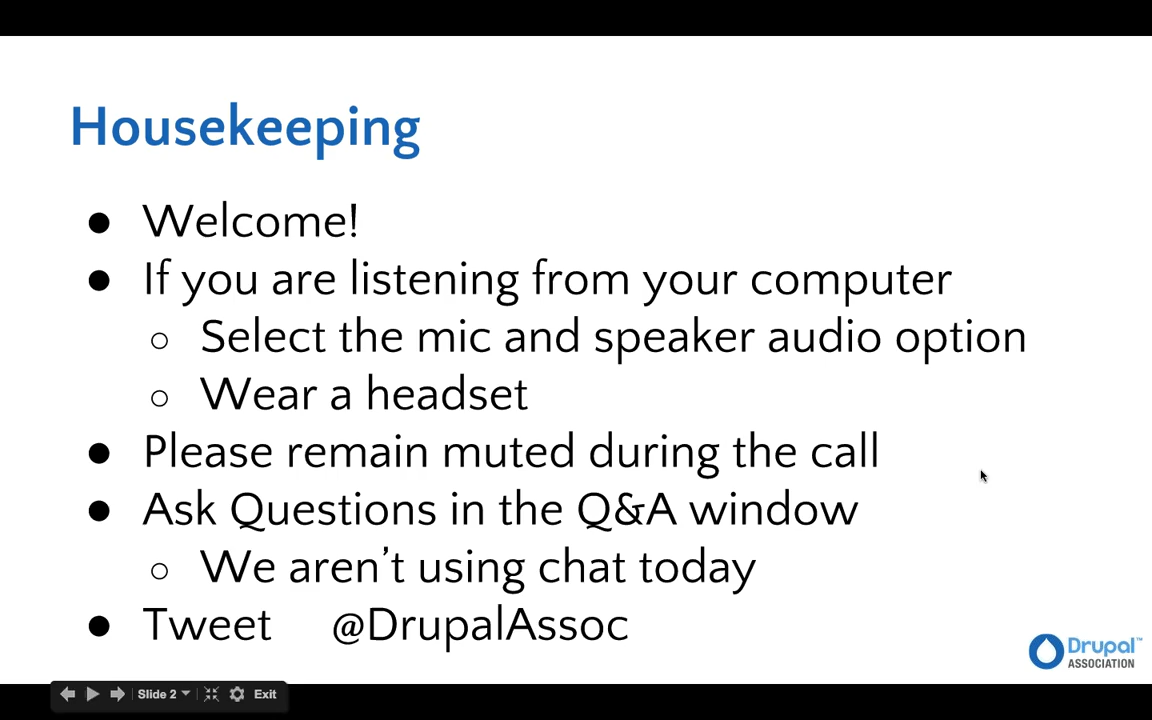 Housekeeping
● Welcome!
● If you are listening from your computer
○ Select the mic and speaker audio option
○ Wear a headset
● Please remain muted during the call
● Ask Questions in the Q&A window
○ We aren’t using chat today
● Tweet @DrupalAssoc
Drupal™
ASSOCIATION
Slide 2 Exit